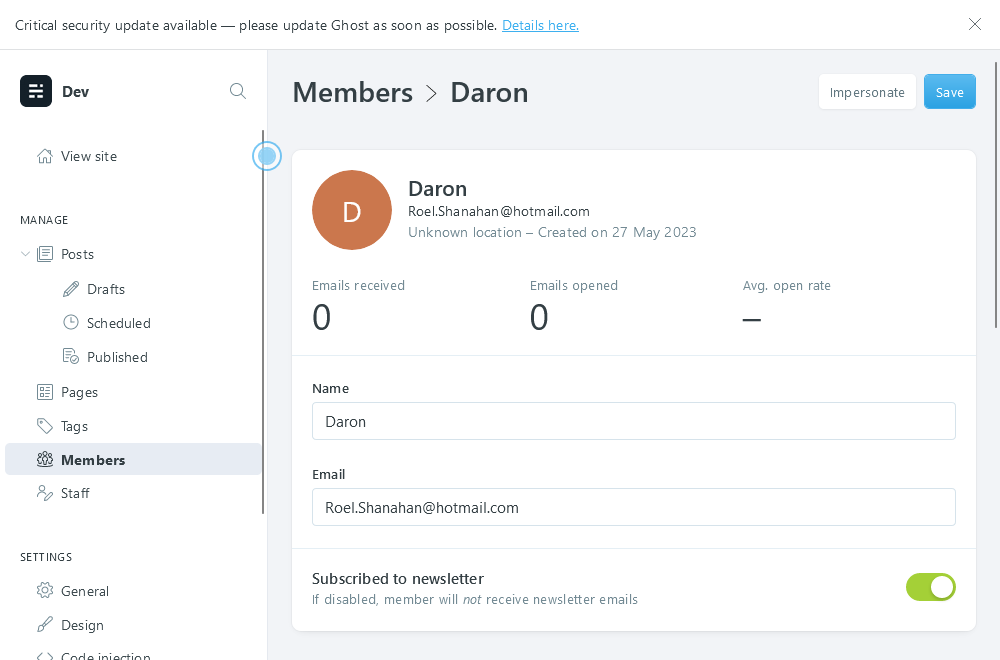 Critical security update available — please update Ghost as soon as possible. Details here.
Dev
View site
MANAGE
Posts
Drafts
Scheduled
Published
Pages
Tags
Members
Staff
SETTINGS
General
Design
Code injection
Members > Daron
Impersonate
Save
D
Daron
Roel.Shanahan@hotmail.com
Unknown location – Created on 27 May 2023
Emails received
0
Emails opened
0
Avg. open rate
–
Name
Daron
Email
Roel.Shanahan@hotmail.com
Subscribed to newsletter
If disabled, member will not receive newsletter emails